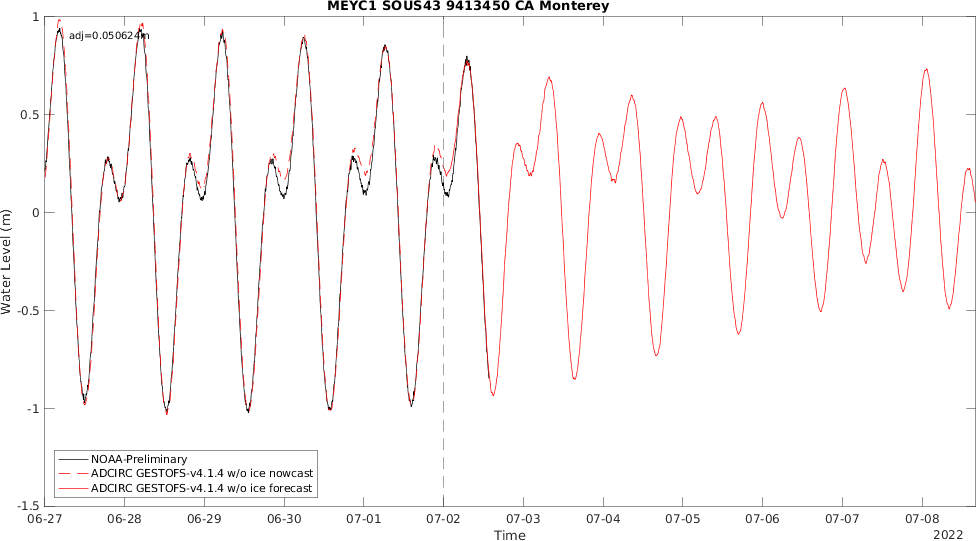 MEYC1 SOUS43 9413450 CA Monterey
adj=0.050624m
1
0.5
0
-0.5
-1
-1.5
Water Level (m)
NOAA-Preliminary
ADCIRC GESTOFS-v4.1.4 w/o ice nowcast
ADCIRC GESTOFS-v4.1.4 w/o ice forecast
06-27 06-28 06-29 06-30 07-01 07-02 07-03 07-04 07-05 07-06 07-07 07-08
Time
2022